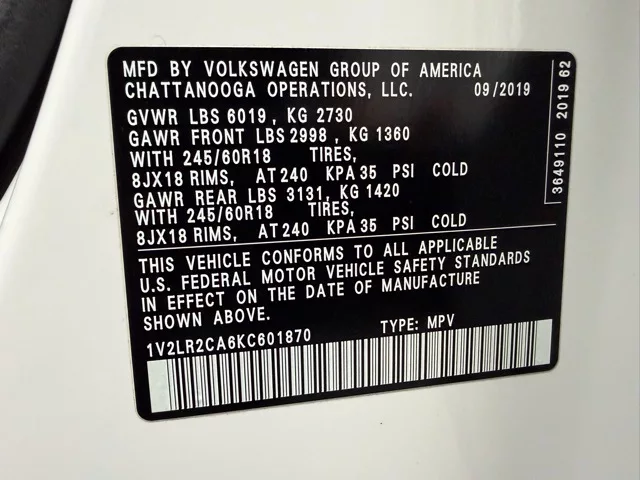 MFD BY VOLKSWAGEN GROUP OF AMERICA
CHATTANOOGA OPERATIONS, LLC. 09/2019
GVWR LBS 6019 , KG 2730
GAWR FRONT LBS 2998 , KG 1360
WITH 245/60R18 TIRES,
8JX18 RIMS, AT 240 KPA 35 PSI COLD
GAWR REAR LBS 3131, KG 1420
WITH 245/60R18 TIRES,
8JX18 RIMS, AT 240 KPA 35 PSI COLD
THIS VEHICLE CONFORMS TO ALL APPLICABLE
U.S. FEDERAL MOTOR VEHICLE SAFETY STANDARDS
IN EFFECT ON THE DATE OF MANUFACTURE
SHOWN ABOVE.
1V2LR2CA6KC601870 TYPE: MPV
3649110 2019 62